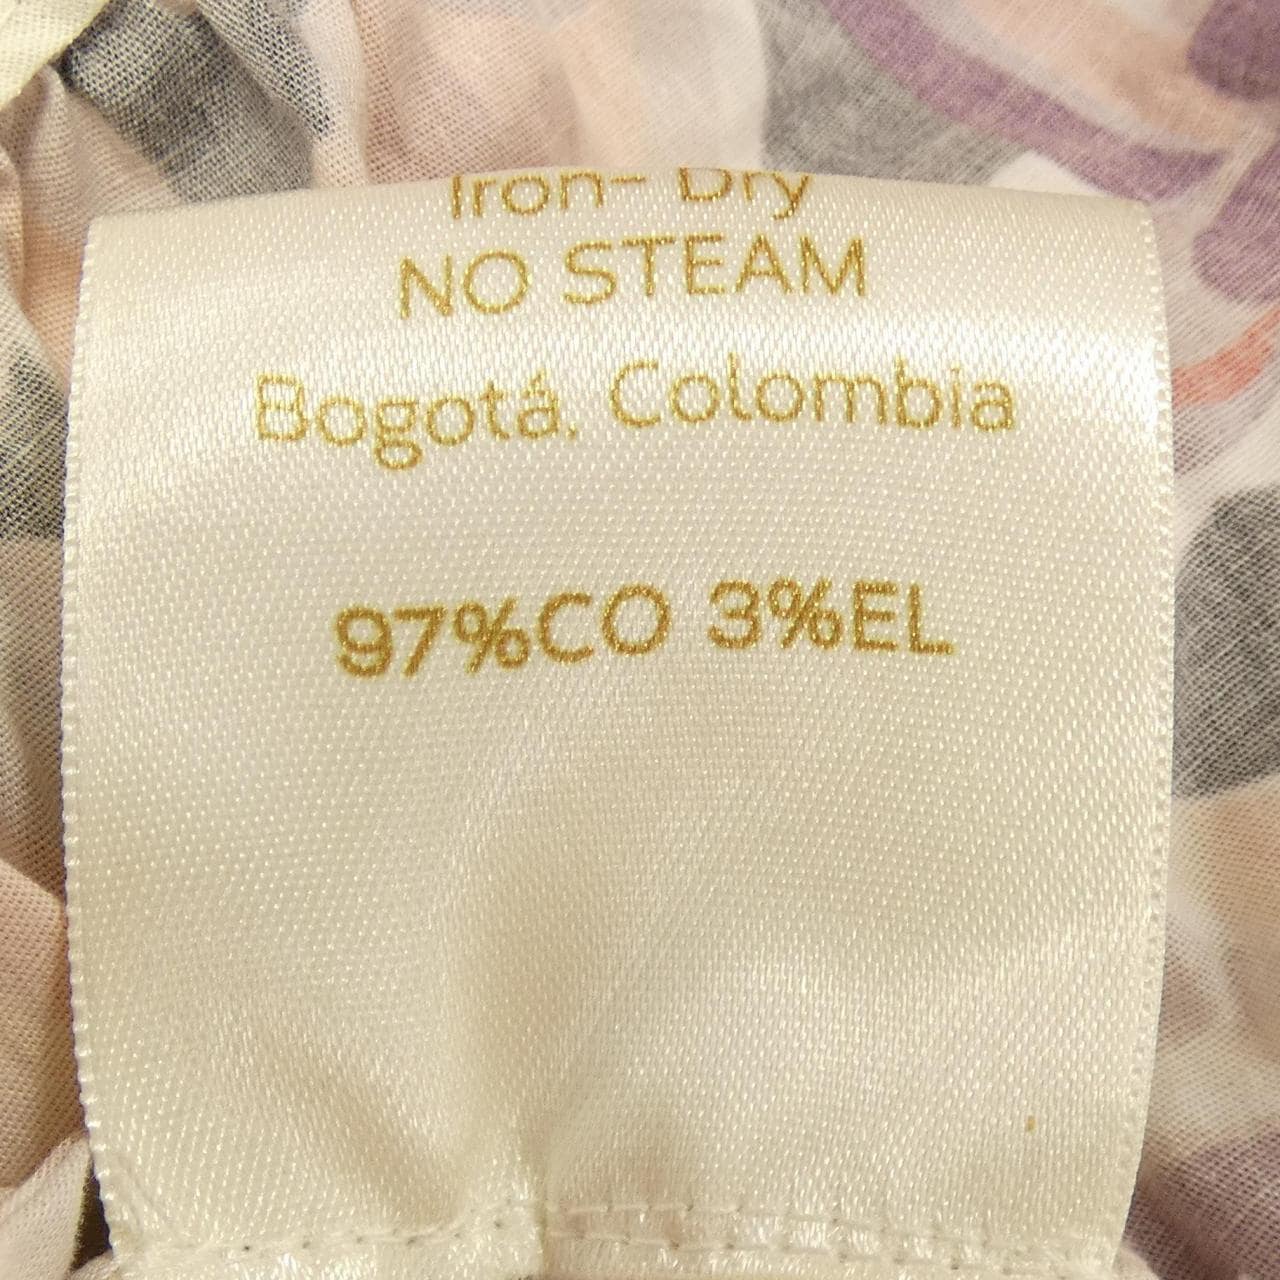 Iron- Dry
NO STEAM
Bogotá, Colombia
97%CO 3%EL